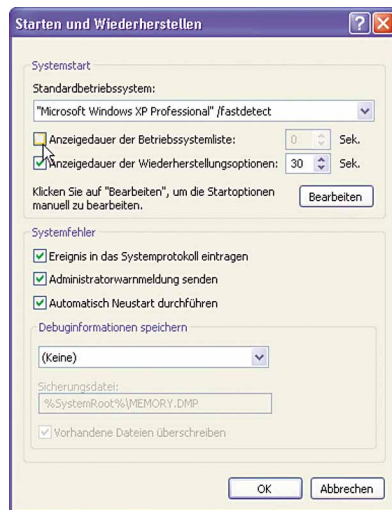 Starten und Wiederherstellen
Systemstart
Standardbetriebssystem:
"Microsoft Windows XP Professional" /fastdetect
Anzeigedauer der Betriebssystemliste: 0 Sek.
Anzeigedauer der Wiederherstellungsoptionen: 30 Sek.
Klicken Sie auf "Bearbeiten", um die Startoptionen
manuell zu bearbeiten.
Bearbeiten
Systemfehler
Ereignis in das Systemprotokoll eintragen
Administratorwarnmeldung senden
Automatisch Neustart durchführen
Debuginformationen speichern
(Keine)
Sicherungsdatei:
%SystemRoot%\MEMORY.DMP
Vorhandene Dateien überschreiben
OK Abbrechen